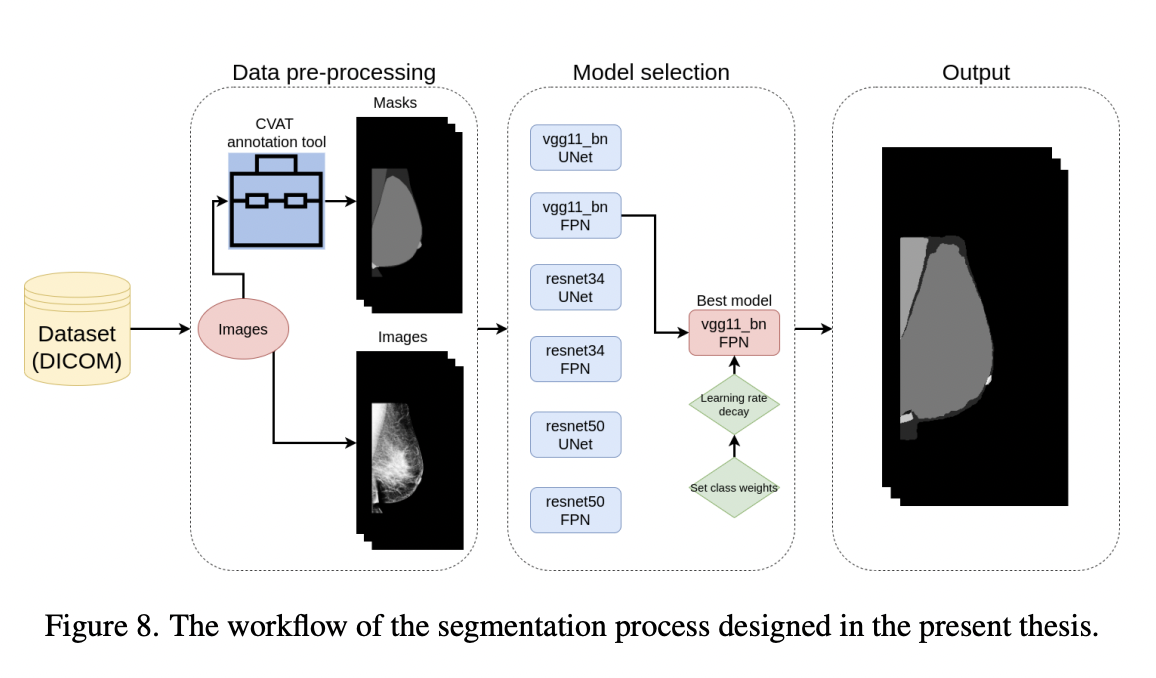 Data pre-processing
Model selection
Output
Masks
CVAT
annotation tool
Dataset
(DICOM)
Images
Images
vgg11_bn
UNet
vgg11_bn
FPN
resnet34
UNet
resnet34
FPN
resnet50
UNet
resnet50
FPN
Best model
vgg11_bn
FPN
Learning rate
decay
Set class weights
Figure 8. The workflow of the segmentation process designed in the present thesis.